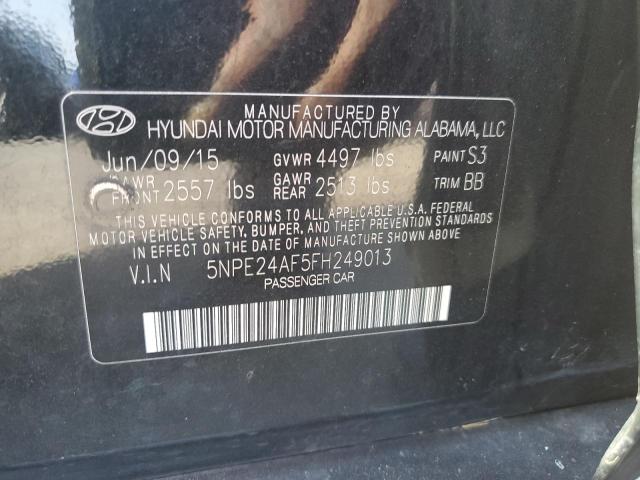 MANUFACTURED BY
HYUNDAI MOTOR MANUFACTURING ALABAMA, LLC
Jun/09/15 GVWR 4497 lbs PAINT S3
GAWR FRONT 2557 lbs GAWR REAR 2513 lbs TRIM BB
THIS VEHICLE CONFORMS TO ALL APPLICABLE U.S.A. FEDERAL
MOTOR VEHICLE SAFETY, BUMPER, AND THEFT PREVENTION STANDARDS
IN EFFECT ON THE DATE OF MANUFACTURE SHOWN ABOVE.
V.I.N 5NPE24AF5FH249013
PASSENGER CAR